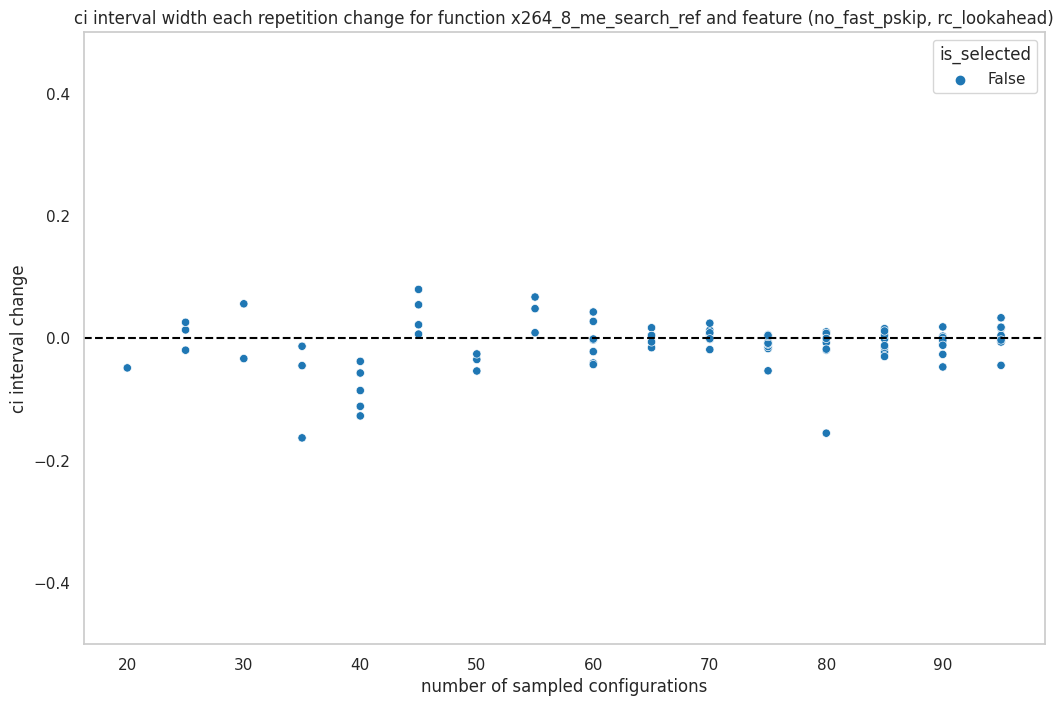 ci interval width each repetition change for function x264_8_me_search_ref and feature (no_fast_pskip, rc_lookahead)
is_selected
False
ci interval change
0.4
0.2
0.0
−0.2
−0.4
20 30 40 50 60 70 80 90
number of sampled configurations